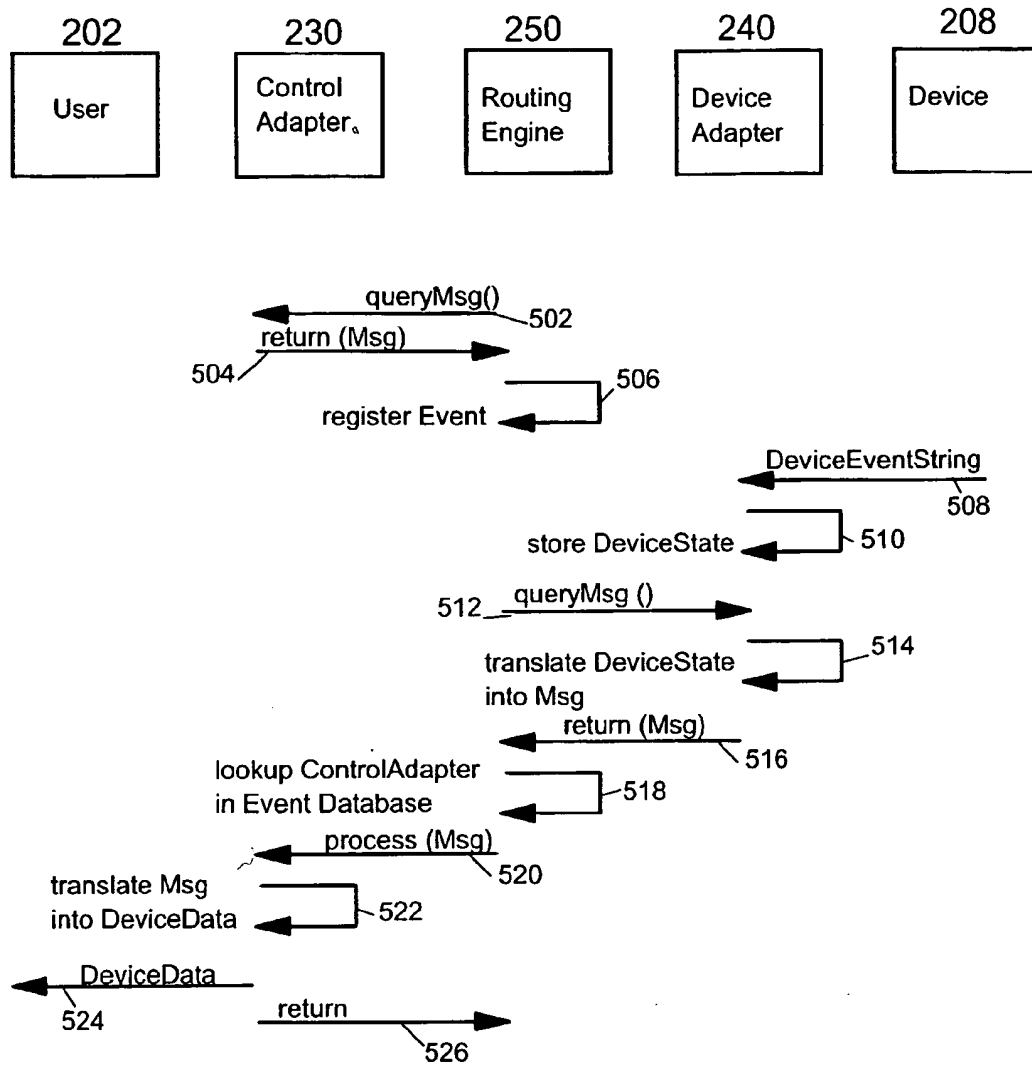 202 230 250 240 208
User
Control
Adapter
Routing
Engine
Device
Adapter
Device
queryMsg()
502
return (Msg)
504
506
register Event
DeviceEventString
508
510
store DeviceState
512
queryMsg ()
514
translate DeviceState
into Msg
return (Msg)
516
lookup ControlAdapter
in Event Database
518
process (Msg)
520
translate Msg
into DeviceData
522
DeviceData
524
return
526